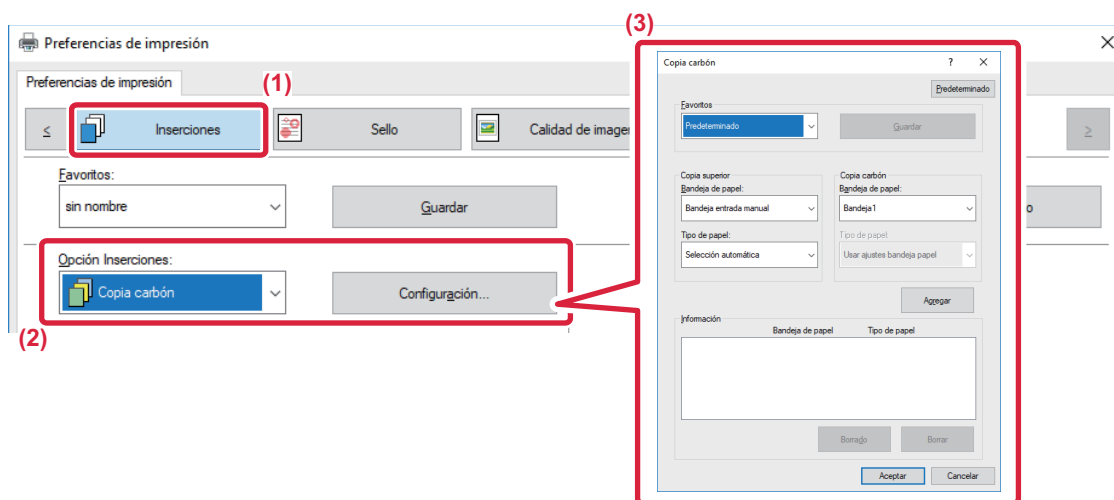 (3)
Preferencias de impresión
Preferencias de impresión
(1)
≤
Inserciones
Sello
Calidad de imagen
≥
Favoritos:
sin nombre
Guardar
o
Opción Inserciones:
Copia carbón
Configuración...
(2)
Copia carbón
?
Predeterminado
Favoritos
Predeterminado
Guardar
Copia superior
Bandeja de papel:
Bandeja entrada manual
Tipo de papel:
Selección automática
Copia carbón
Bandeja de papel:
Bandeja1
Tipo de papel:
Usar ajustes bandeja papel
Agregar
Información
Bandeja de papel Tipo de papel
Borrado
Borrar
Aceptar
Cancelar